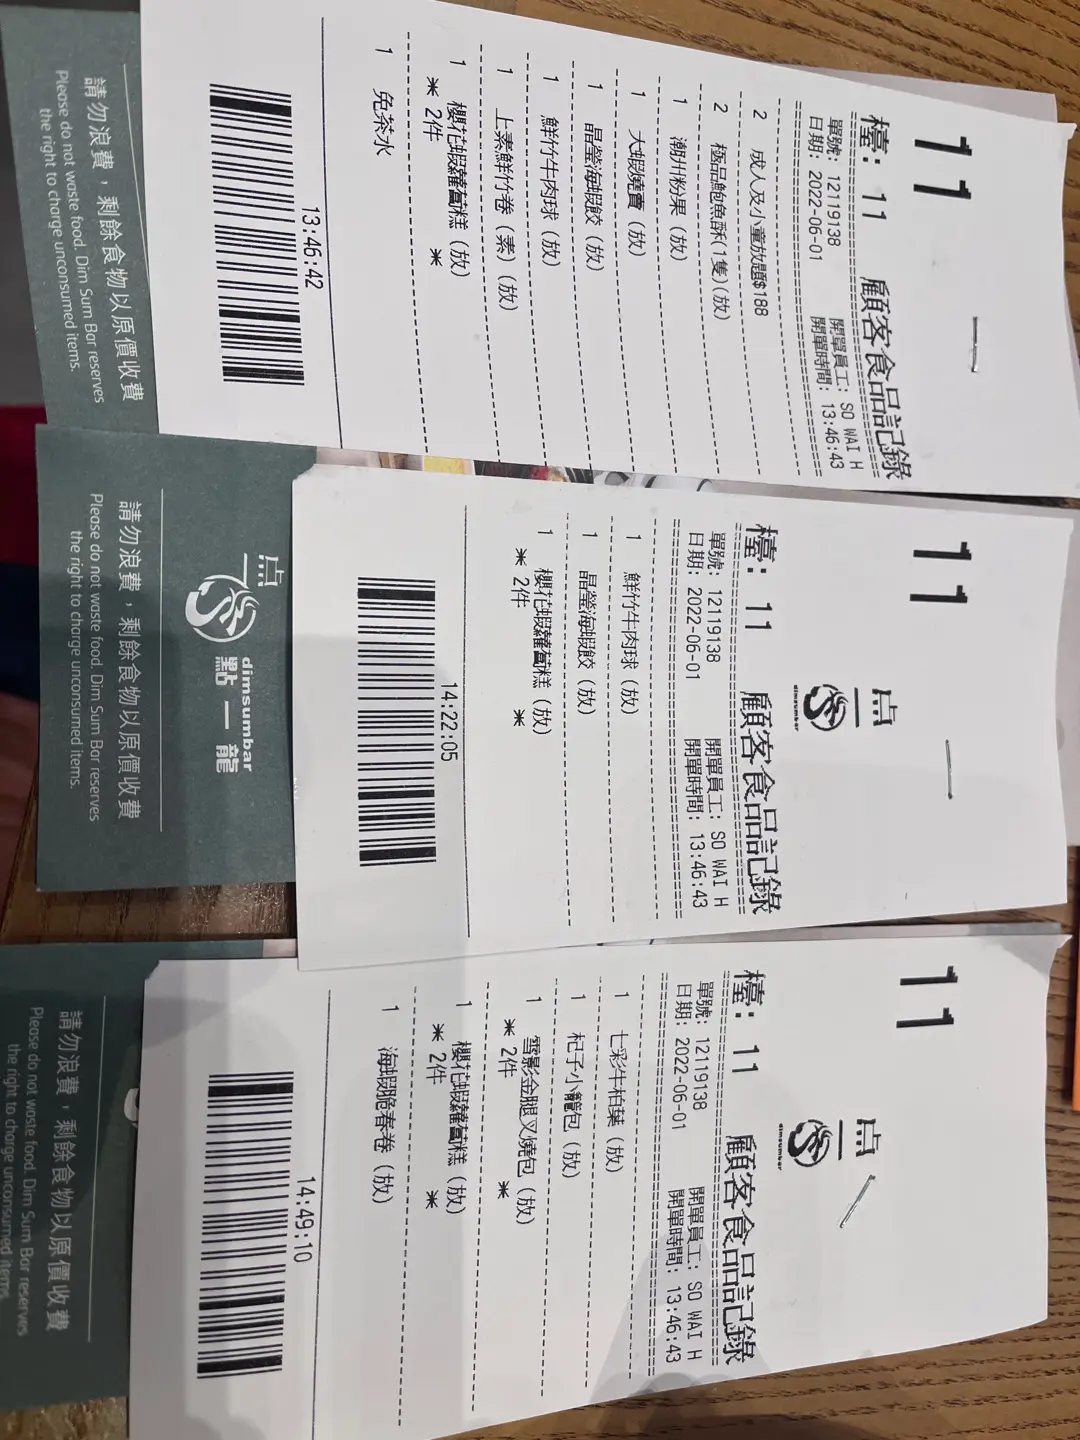 11
檯: 11 顧客食品記錄
單號: 12119138 開單員工: SO WAI H
日期: 2022-06-01 開單時間: 13:46:43
2 成人及小童放題$188
2 極品鮑魚酥(1隻)(放)
1 潮州粉果 (放)
1 大蝦燒賣 (放)
1 晶瑩海蝦餃 (放)
1 鮮竹牛肉球 (放)
1 上素鮮竹卷 (素) (放)
1 櫻花蝦蘿蔔糕 (放)
* 2件 *
1 免茶水
13:46:42
請勿浪費，剩餘食物以原價收費
Please do not waste food. Dim Sum Bar reserves
the right to charge unconsumed items.
11
点
dimsumbar
檯: 11 顧客食品記錄
單號: 12119138 開單員工: SO WAI H
日期: 2022-06-01 開單時間: 13:46:43
1 鮮竹牛肉球 (放)
1 晶瑩海蝦餃 (放)
1 櫻花蝦蘿蔔糕 (放)
* 2件 *
14:22:05
点
dimsumbar
點一龍
請勿浪費，剩餘食物以原價收費
Please do not waste food. Dim Sum Bar reserves
the right to charge unconsumed items.
11
点
dimsumbar
檯: 11 顧客食品記錄
單號: 12119138 開單員工: SO WAI H
日期: 2022-06-01 開單時間: 13:46:43
1 七彩牛柏葉 (放)
1 杞子小籠包 (放)
1 雪影金腿叉燒包 (放)
* 2件 *
1 櫻花蝦蘿蔔糕 (放)
* 2件 *
1 海蝦脆春卷 (放)
14:49:10
請勿浪費，剩餘食物以原價收費
Please do not waste food. Dim Sum Bar reserves
the right to charge unconsumed items.